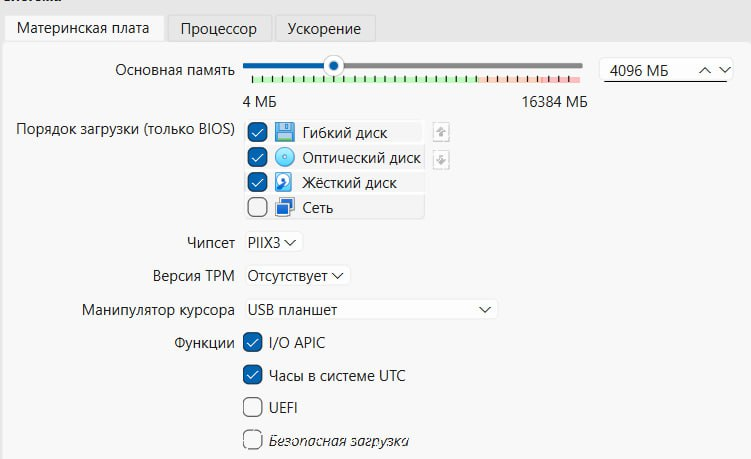 Материнская плата Процессор Ускорение
Основная память 4096 МБ
4 МБ 16384 МБ
Порядок загрузки (только BIOS) Гибкий диск
Оптический диск
Жёсткий диск
Сеть
Чипсет PIIX3
Версия TPM Отсутствует
Манипулятор курсора USB планшет
Функции I/O APIC
Часы в системе UTC
UEFI
Безопасная загрузка